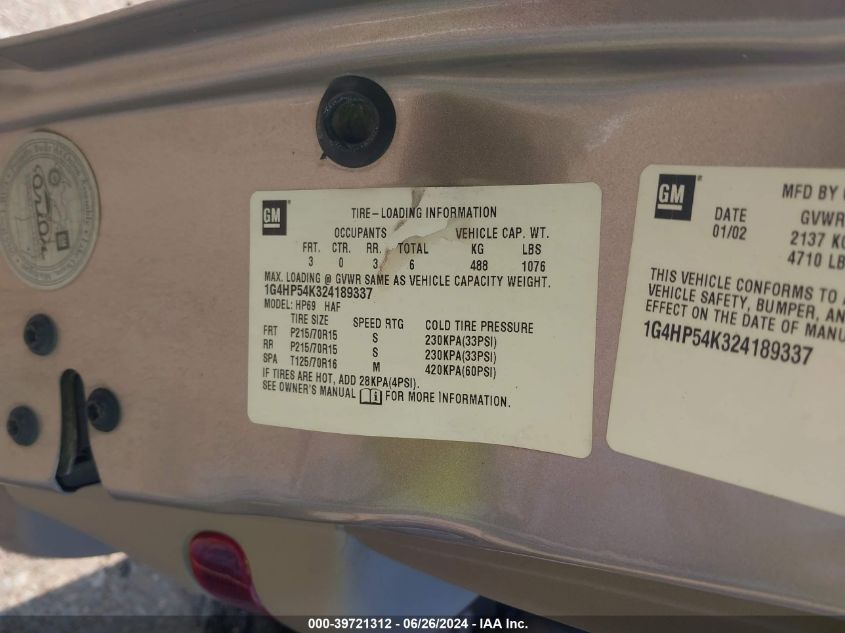 GM
TIRE-LOADING INFORMATION
OCCUPANTS VEHICLE CAP. WT.
FRT. CTR. RR. TOTAL KG LBS
3 0 3 6 488 1076
MAX. LOADING @ GVWR SAME AS VEHICLE CAPACITY WEIGHT.
1G4HP54K324189337
MODEL: HP69 HAF
TIRE SIZE SPEED RTG COLD TIRE PRESSURE
FRT P215/70R15 S 230KPA(33PSI)
RR P215/70R15 S 230KPA(33PSI)
SPA T125/70R16 M 420KPA(60PSI)
IF TIRES ARE HOT, ADD 28KPA(4PSI).
SEE OWNER'S MANUAL FOR MORE INFORMATION.
GM
MFD BY
DATE GVWR
01/02 2137 KG
4710 LB
THIS VEHICLE CONFORMS TO
VEHICLE SAFETY, BUMPER, AN
EFFECT ON THE DATE OF MANU
1G4HP54K324189337
000-39721312 - 06/26/2024 - IAA Inc.